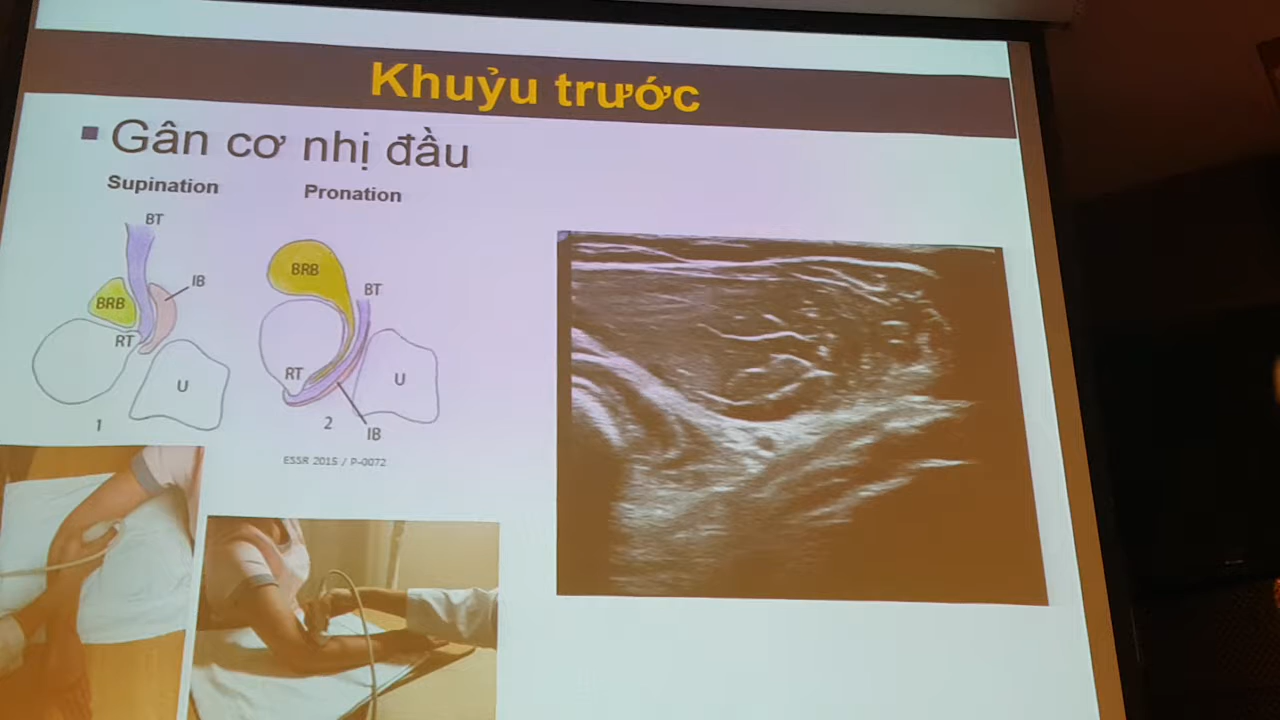 Khuỷu trước
▪ Gân cơ nhị đầu
Supination
Pronation
BT
IB
BRB
RT
U
1
BRB
BT
RT
U
2
IB
ESSR 2015 / P-0072